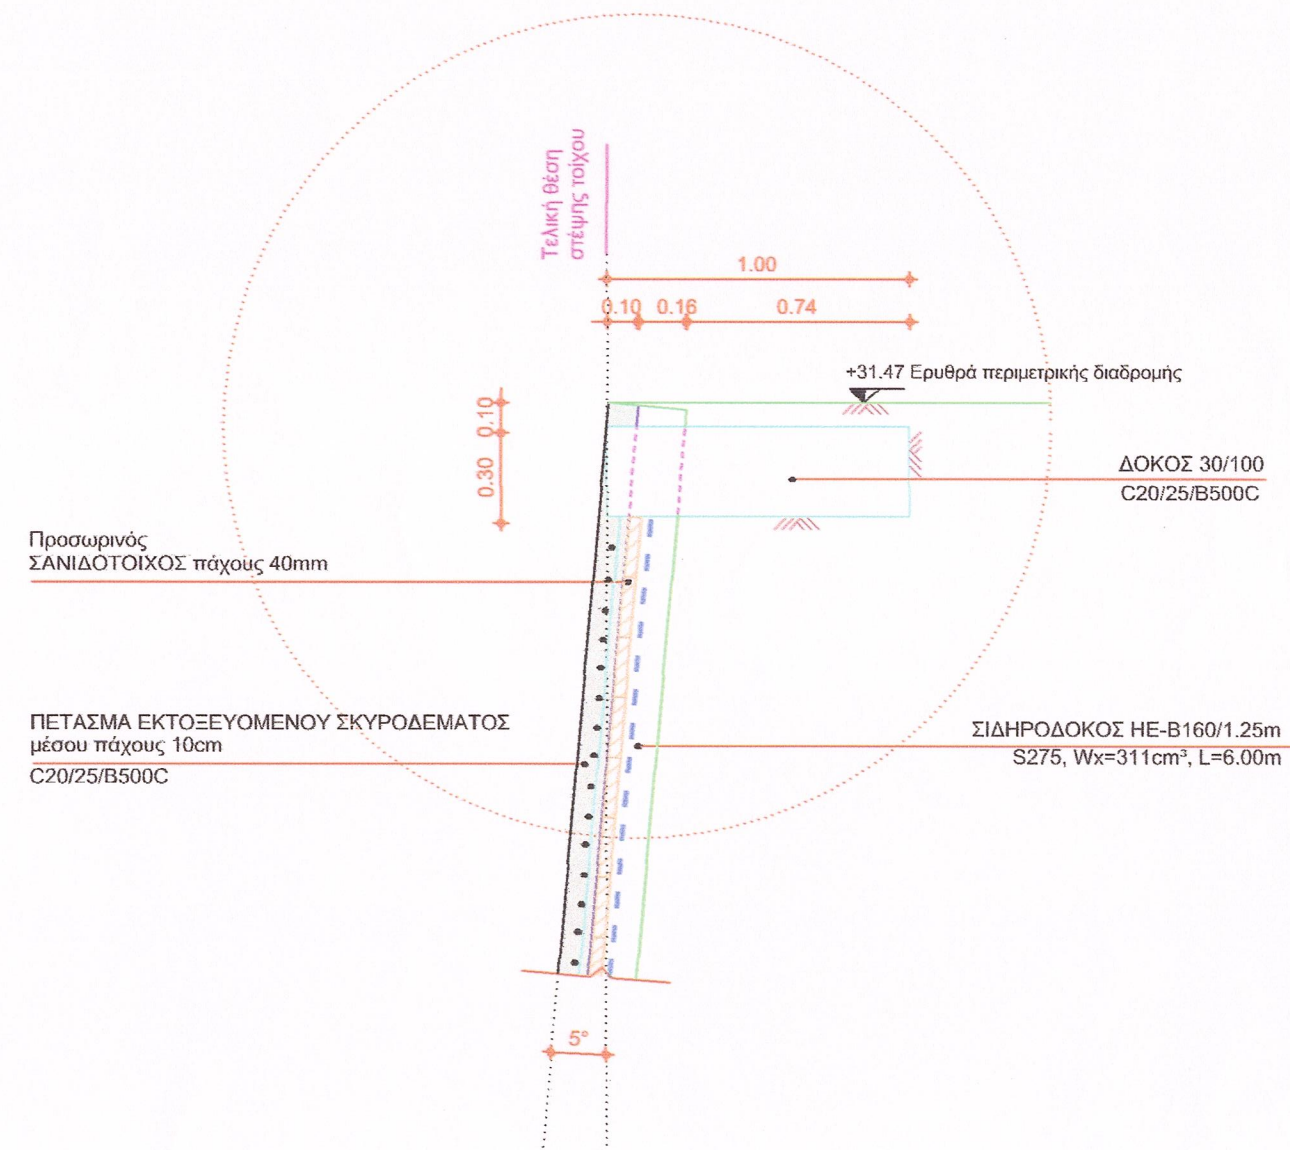 Τελική θέση
στέψης τοίχου
1.00
0.10 0.16 0.74
+31.47 Ερυθρά περιμετρικής διαδρομής
0.10
0.30
ΔΟΚΟΣ 30/100
C20/25/B500C
Προσωρινός
ΣΑΝΙΔΟΤΟΙΧΟΣ πάχους 40mm
ΠΕΤΑΣΜΑ ΕΚΤΟΞΕΥΟΜΕΝΟΥ ΣΚΥΡΟΔΕΜΑΤΟΣ
μέσου πάχους 10cm
C20/25/B500C
ΣΙΔΗΡΟΔΟΚΟΣ HE-B160/1.25m
S275, Wx=311cm³, L=6.00m
5°